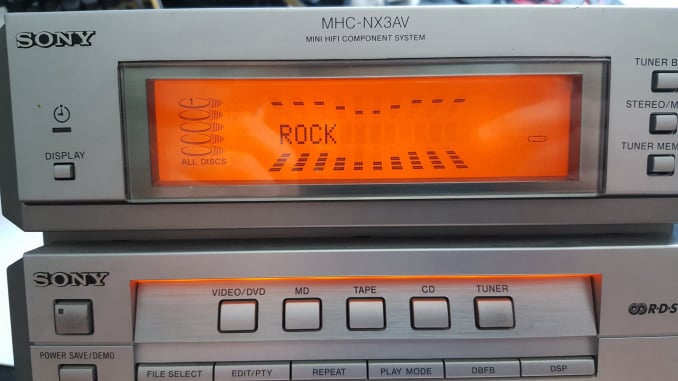 SONY
MHC-NX3AV
MINI HIFI COMPONENT SYSTEM
TUNER B
STEREO/M
TUNER MEM
DISPLAY
1
ALL DISCS
ROCK
SONY
VIDEO/DVD MD TAPE CD TUNER
R·D·S
POWER SAVE/DEMO
FILE SELECT EDIT/PTY REPEAT PLAY MODE DBFB DSP